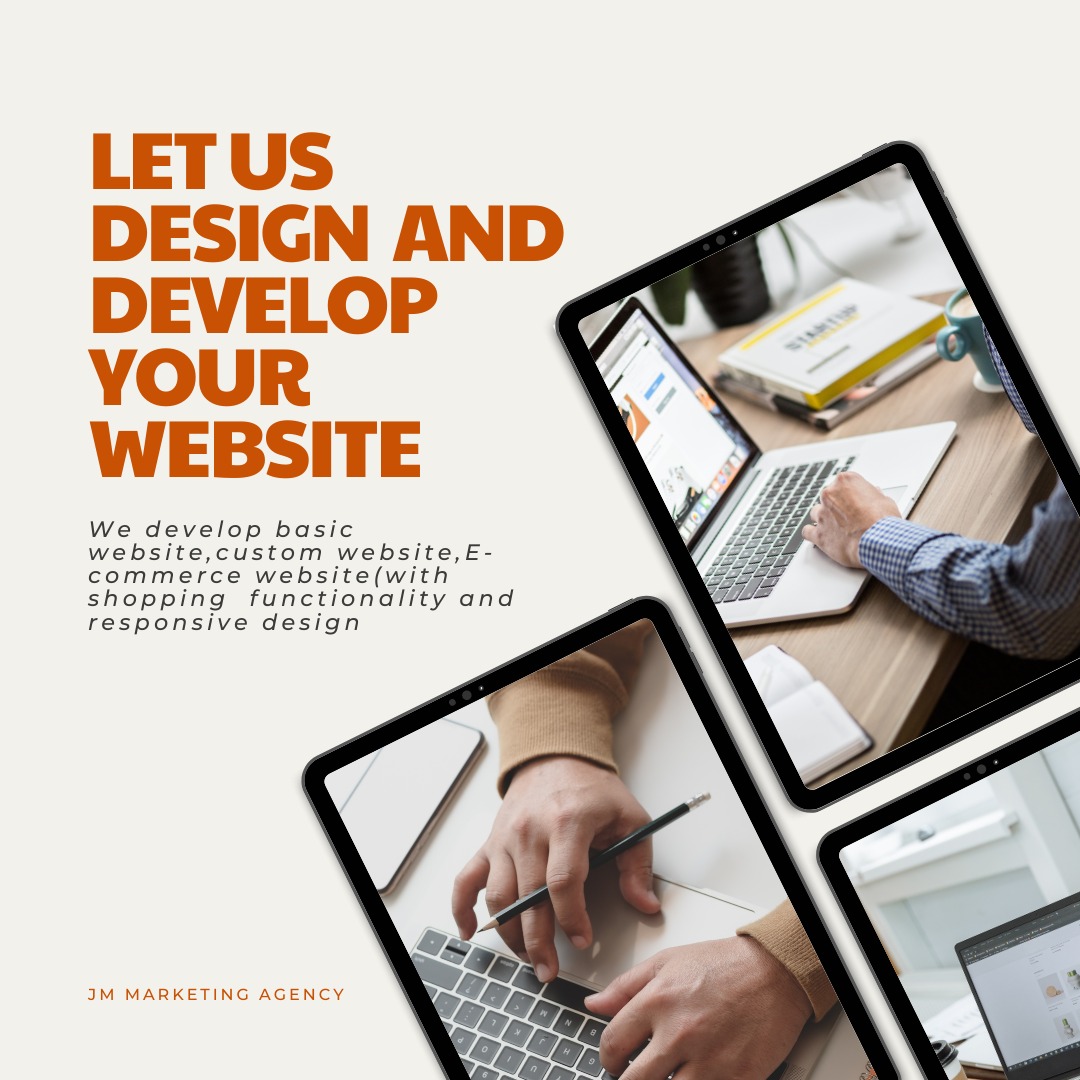 LET US
DESIGN AND
DEVELOP
YOUR
WEBSITE
We develop basic
website,custom website,E-
commerce website(with
shopping  functionality and
responsive design
STARTUP
JM MARKETING AGENCY